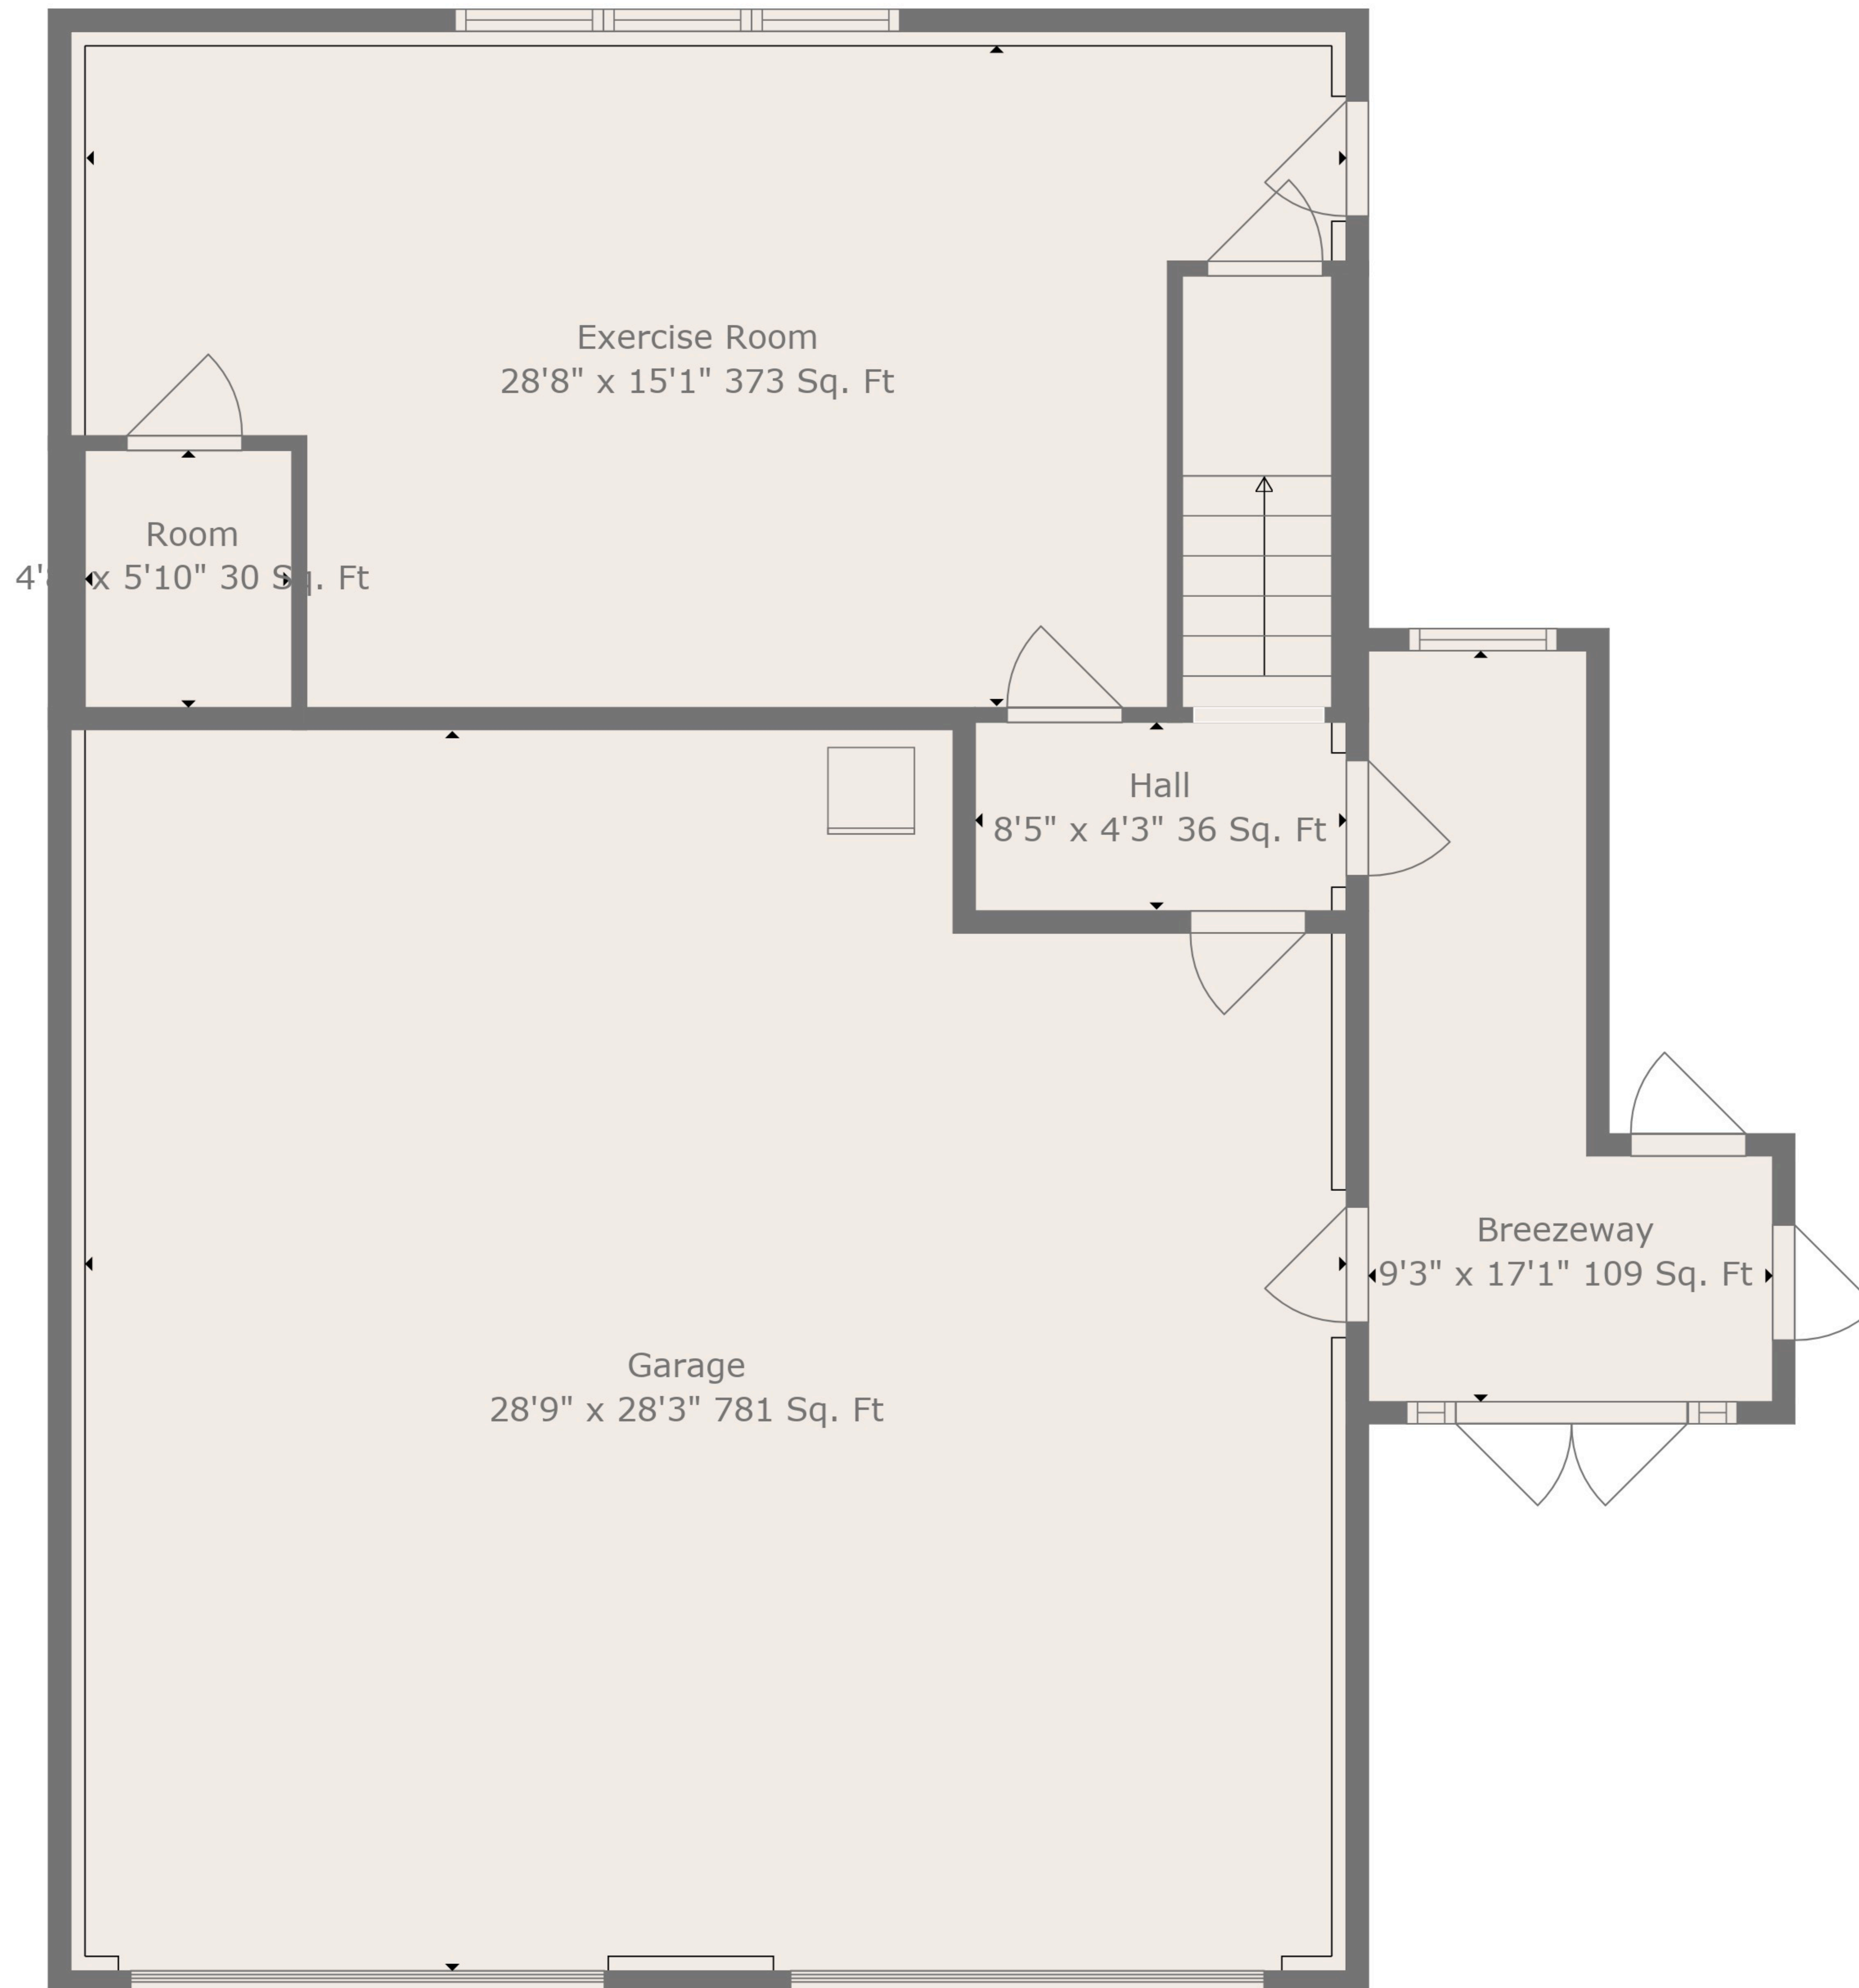 Exercise Room
28'8" x 15'1" 373 Sq. Ft
Room
x 5'10" 30 Sq. Ft
Hall
8'5" x 4'3" 36 Sq. Ft
Breezeway
9'3" x 17'1" 109 Sq. Ft
Garage
28'9" x 28'3" 781 Sq. Ft